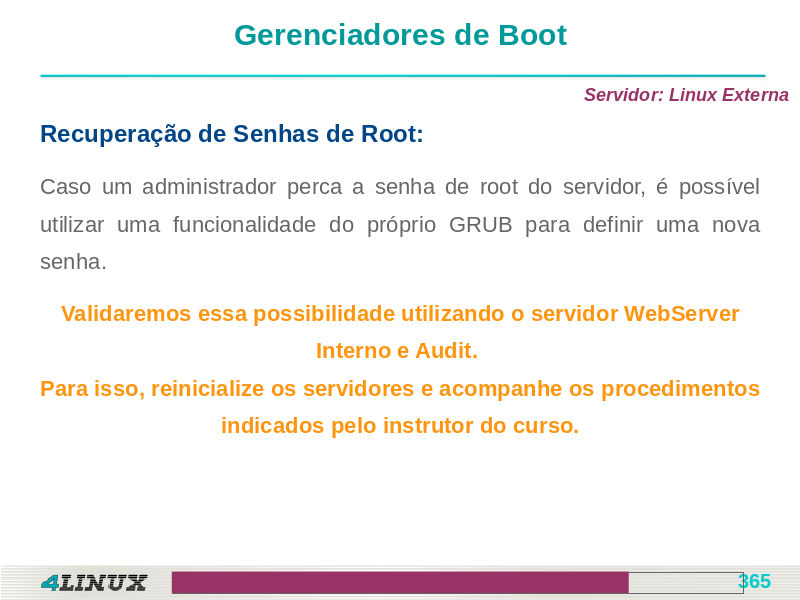 Gerenciadores de Boot
Servidor: Linux Externa
Recuperação de Senhas de Root:
Caso um administrador perca a senha de root do servidor, é possível
utilizar uma funcionalidade do próprio GRUB para definir uma nova
senha.
Validaremos essa possibilidade utilizando o servidor WebServer
Interno e Audit.
Para isso, reinicialize os servidores e acompanhe os procedimentos
indicados pelo instrutor do curso.
4LINUX
365